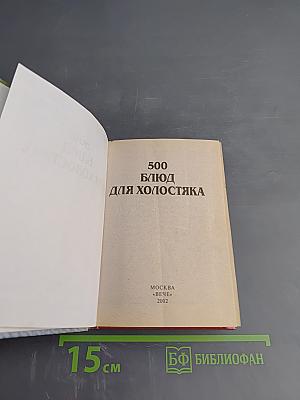 500
БЛЮД
ДЛЯ ХОЛОСТЯКА
МОСКВА
«ВЕЧЕ»
2002
15 см
БФ БИБЛИОФАН